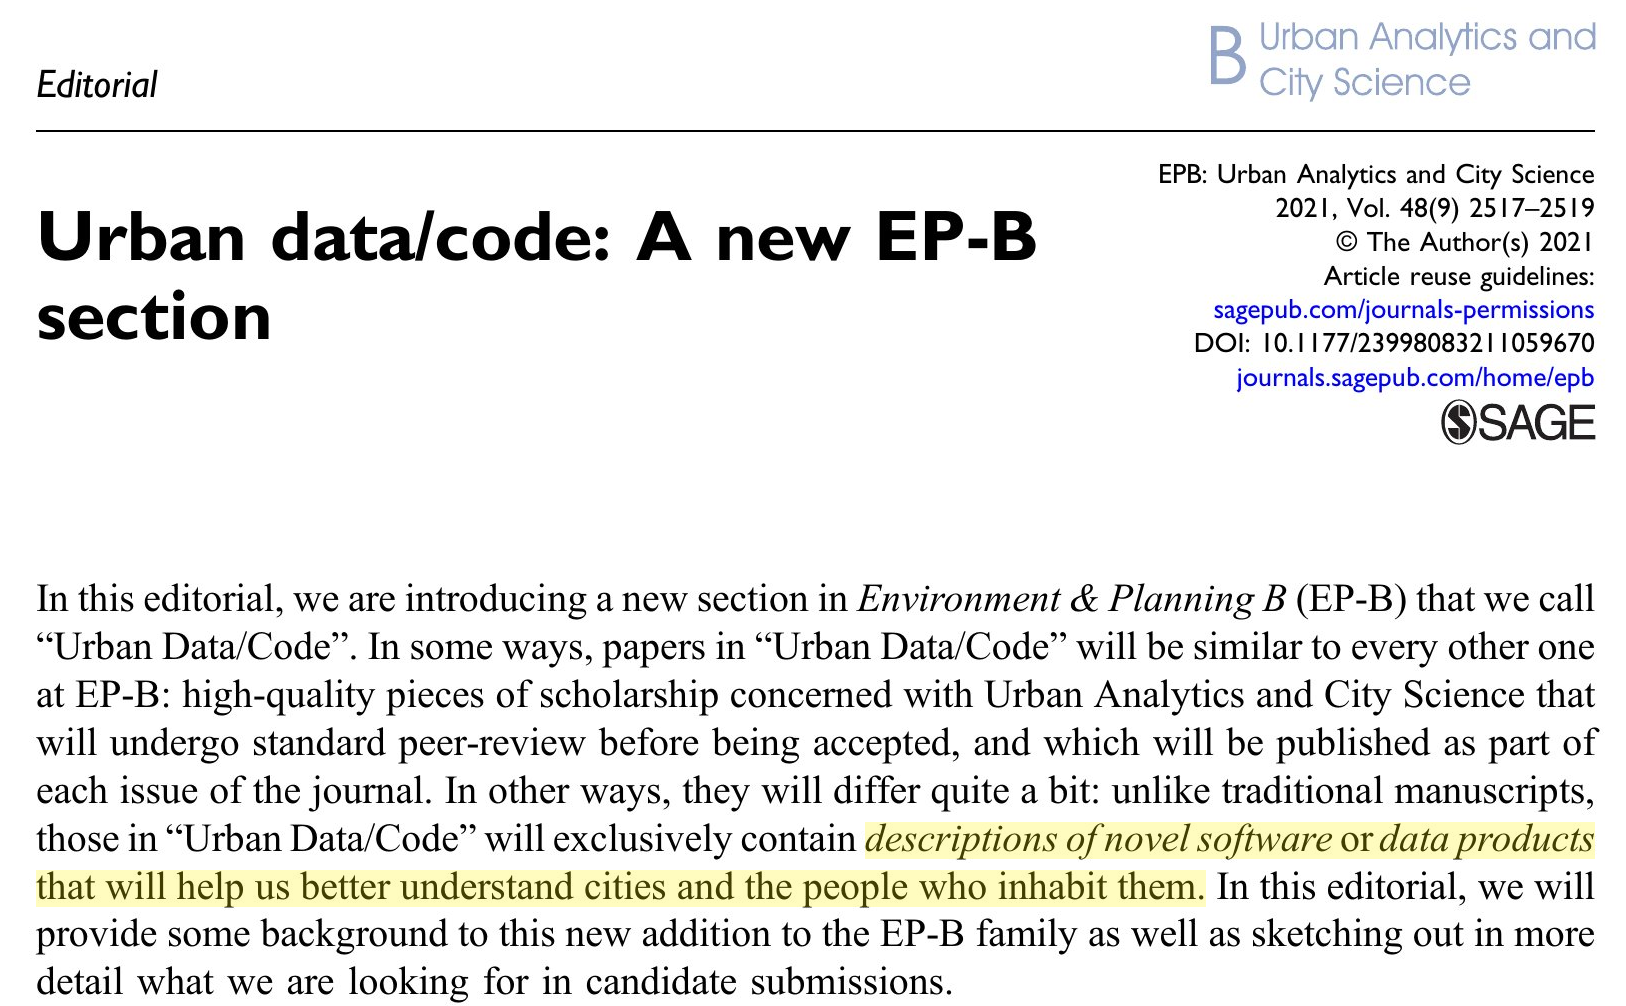 Editorial
B Urban Analytics and
City Science
Urban data/code: A new EP-B
section
EPB: Urban Analytics and City Science
2021, Vol. 48(9) 2517–2519
© The Author(s) 2021
Article reuse guidelines:
sagepub.com/journals-permissions
DOI: 10.1177/23998083211059670
journals.sagepub.com/home/epb
SSAGE
In this editorial, we are introducing a new section in Environment & Planning B (EP-B) that we call
“Urban Data/Code”. In some ways, papers in “Urban Data/Code” will be similar to every other one
at EP-B: high-quality pieces of scholarship concerned with Urban Analytics and City Science that
will undergo standard peer-review before being accepted, and which will be published as part of
each issue of the journal. In other ways, they will differ quite a bit: unlike traditional manuscripts,
those in “Urban Data/Code” will exclusively contain descriptions of novel software or data products
that will help us better understand cities and the people who inhabit them. In this editorial, we will
provide some background to this new addition to the EP-B family as well as sketching out in more
detail what we are looking for in candidate submissions.